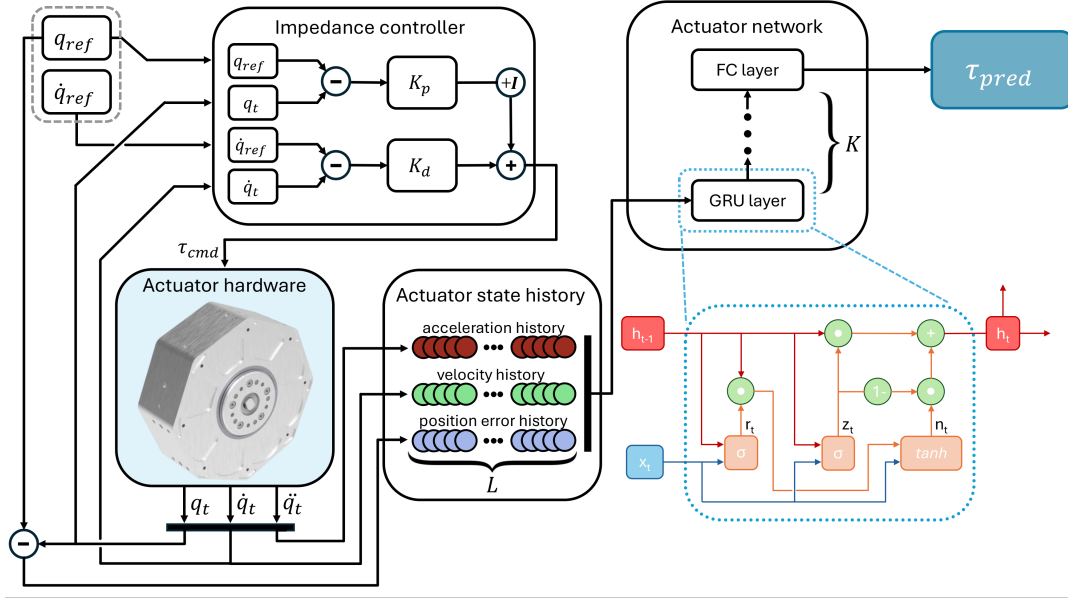 q_ref
q̇_ref
Impedance controller
q_ref
q_t
q̇_ref
q̇_t
−
−
K_p
K_d
+I
+
τ_cmd
Actuator hardware
q_t q̇_t q̈_t
−
Actuator state history
acceleration history
velocity history
position error history
L
Actuator network
FC layer
K
GRU layer
τ_pred
h_t-1
x_t
r_t
σ
z_t
σ
1-
n_t
tanh
+
h_t